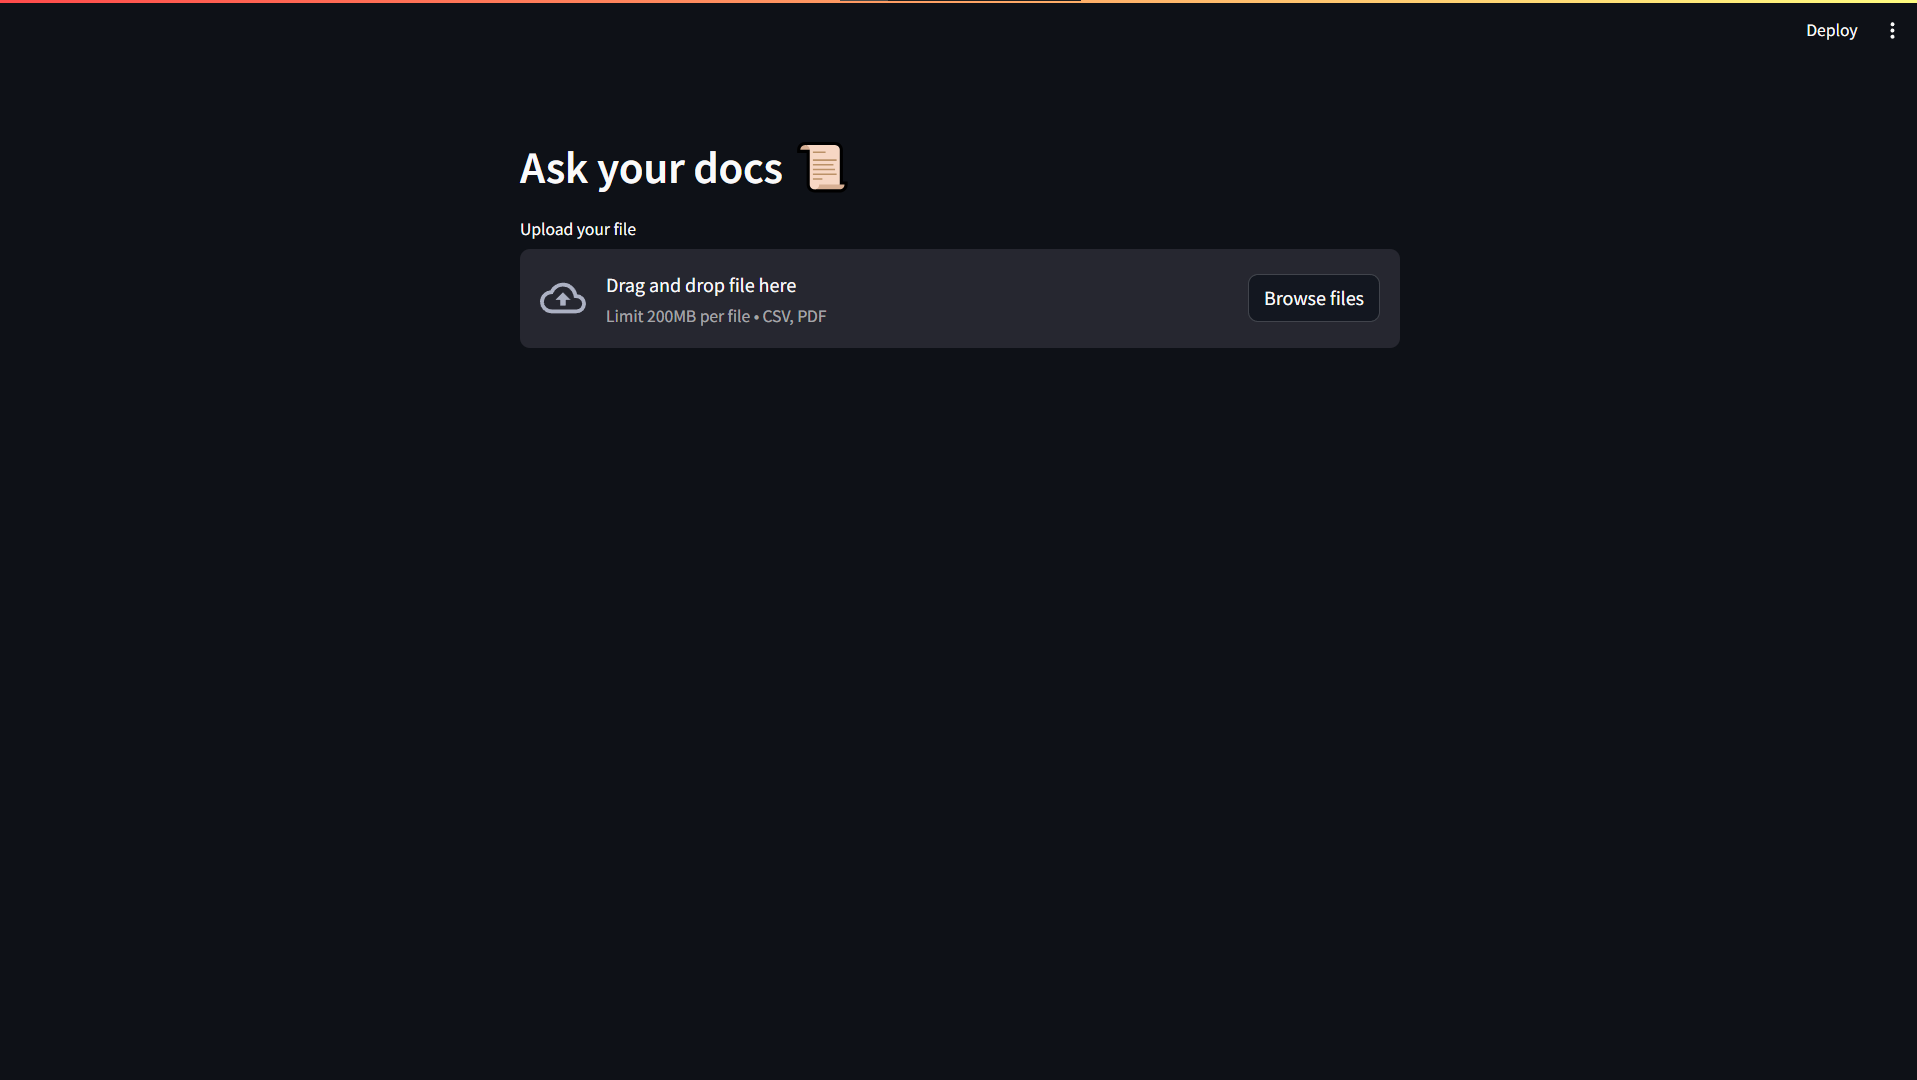 Deploy
Ask your docs 📜
Upload your file
Drag and drop file here
Limit 200MB per file • CSV, PDF
Browse files